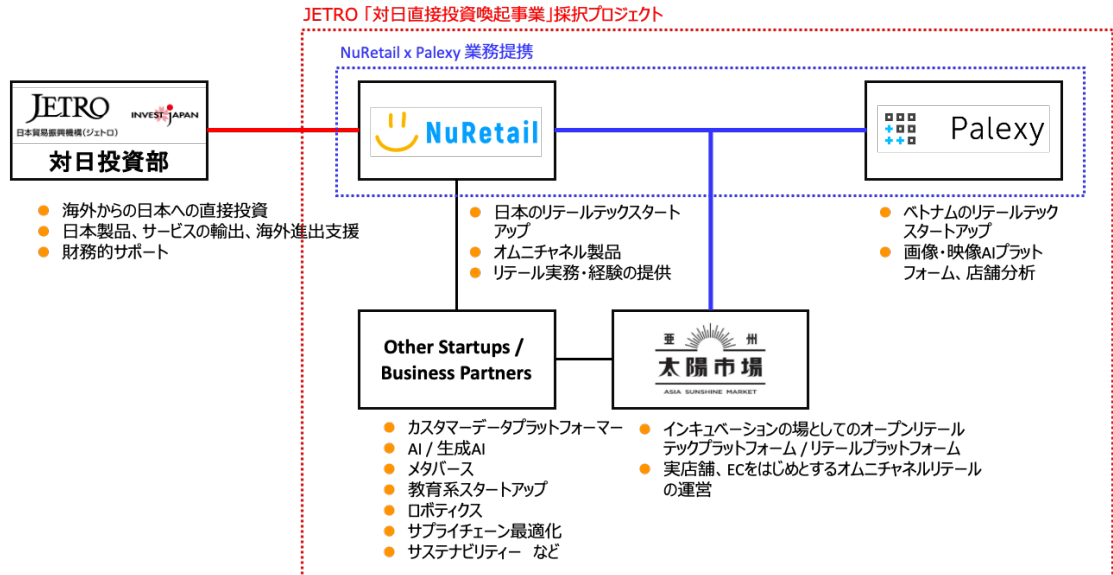 JETRO「対日直接投資喚起事業」採択プロジェクト
NuRetail x Palexy 業務提携
JETRO
INVEST JAPAN
日本貿易振興機構(ジェトロ)
対日投資部
NuRetail
Palexy
海外からの日本への直接投資
日本製品、サービスの輸出、海外進出支援
財務的サポート
日本のリテールテックスタート
アップ
オムニチャネル製品
リテール実務・経験の提供
ベトナムのリテールテック
スタートアップ
画像・映像AIプラット
フォーム、店舗分析
Other Startups /
Business Partners
亜 州
太陽市場
ASIA SUNSHINE MARKET
カスタマーデータプラットフォーマー
AI / 生成AI
メタバース
教育系スタートアップ
ロボティクス
サプライチェーン最適化
サステナビリティー など
インキュベーションの場としてのオープンリテール
テックプラットフォーム / リテールプラットフォーム
実店舗、ECをはじめとするオムニチャネルリテール
の運営